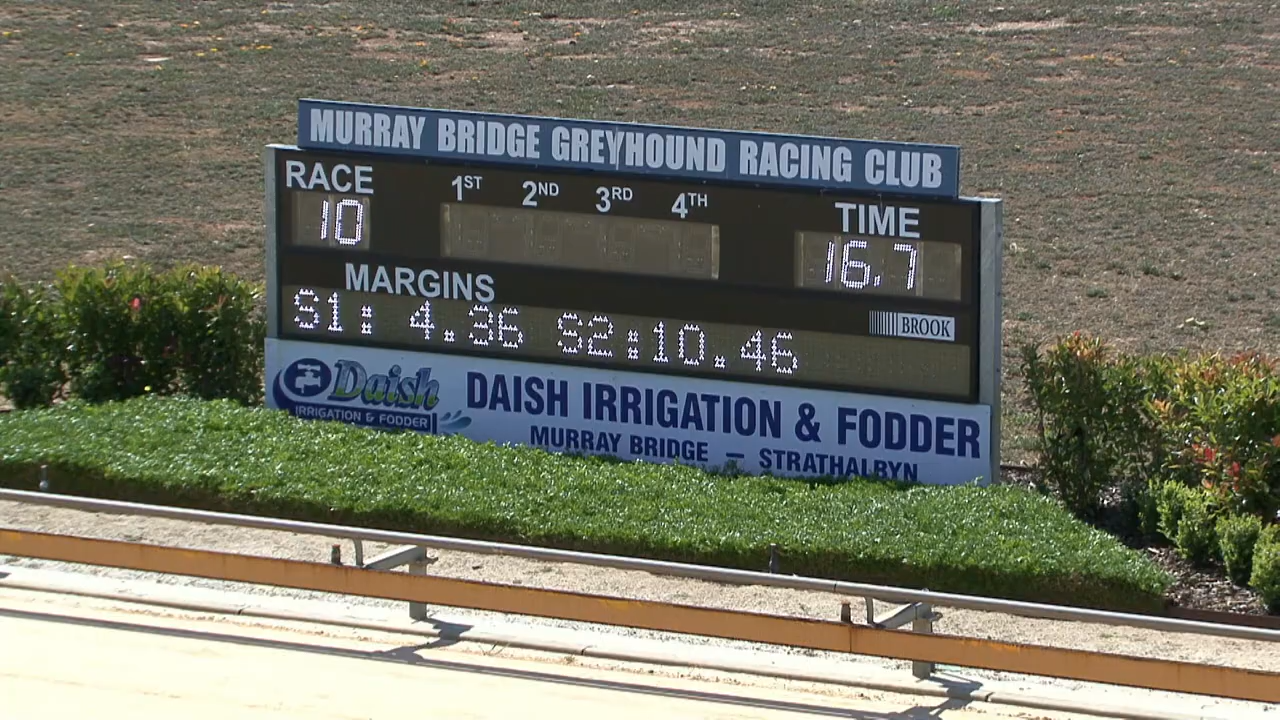 MURRAY BRIDGE GREYHOUND RACING CLUB
RACE 1ST 2ND 3RD 4TH TIME
10 16.7
MARGINS
S1: 4.36 S2:10.46
BROOK
Daish
IRRIGATION & FODDER
DAISH IRRIGATION & FODDER
MURRAY BRIDGE – STRATHALBYN